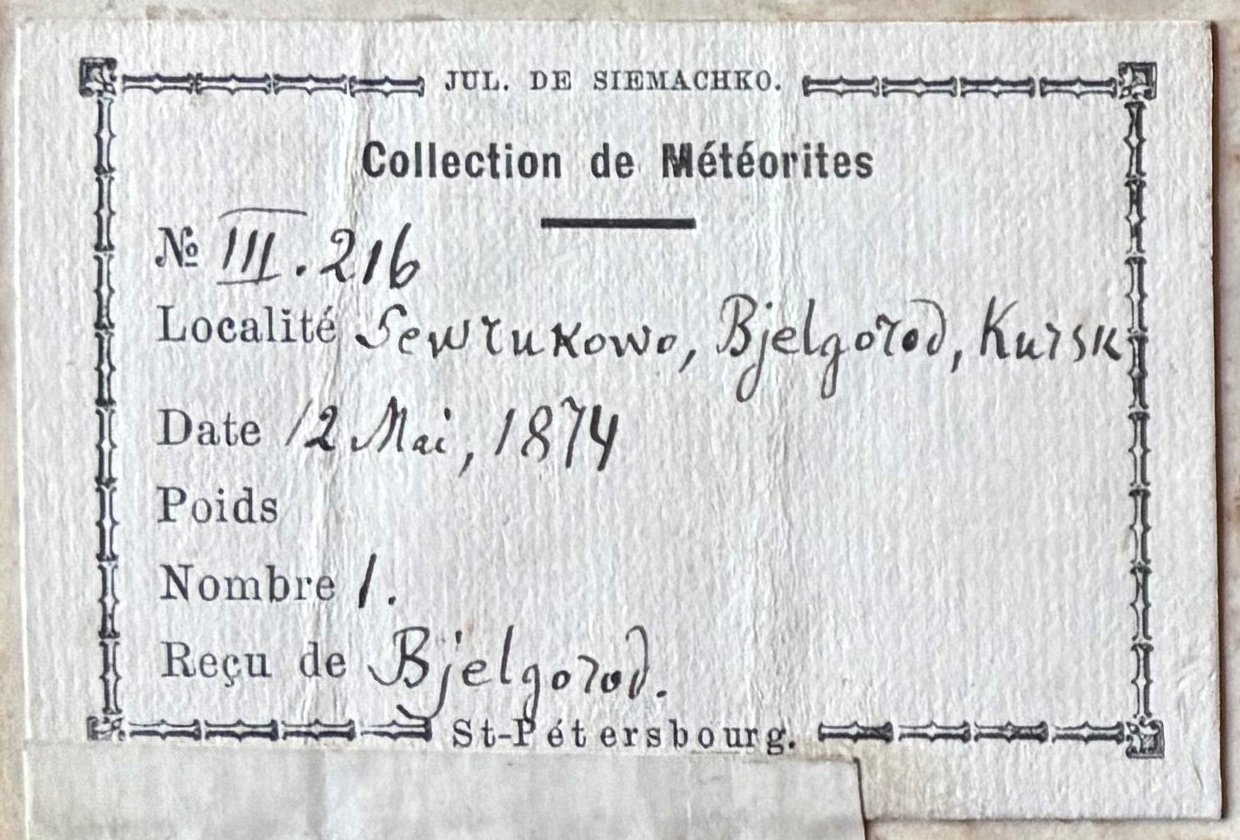 JUL. DE SIEMACHKO.
Collection de Météorites
№ III.216
Localité Sewrukowo, Bjelgorod, Kursk
Date 12 Mai, 1874
Poids
Nombre 1.
Reçu de Bjelgorod.
St-Pétersbourg.